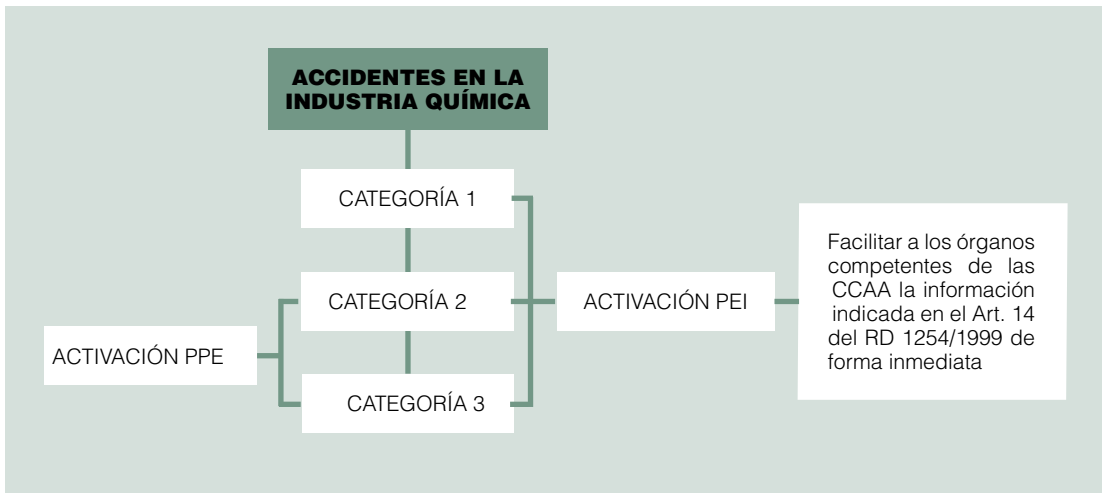 ACCIDENTES EN LA
INDUSTRIA QUÍMICA
CATEGORÍA 1
CATEGORÍA 2
CATEGORÍA 3
ACTIVACIÓN PPE
ACTIVACIÓN PEI
Facilitar a los órganos
competentes de las
CCAA la información
indicada en el Art. 14
del RD 1254/1999 de
forma inmediata